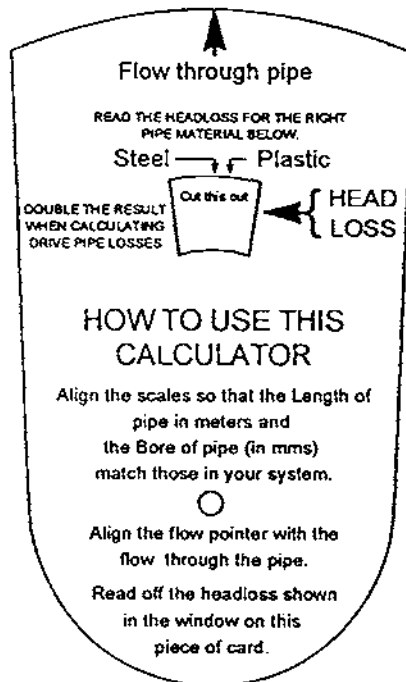 Flow through pipe
READ THE HEADLOSS FOR THE RIGHT
PIPE MATERIAL BELOW.
Steel Plastic
Cut this out
DOUBLE THE RESULT
WHEN CALCULATING
DRIVE PIPE LOSSES
HEAD
LOSS
HOW TO USE THIS
CALCULATOR
Align the scales so that the Length of
pipe in meters and
the Bore of pipe (in mms)
match those in your system.
Align the flow pointer with the
flow through the pipe.
Read off the headloss shown
in the window on this
piece of card.